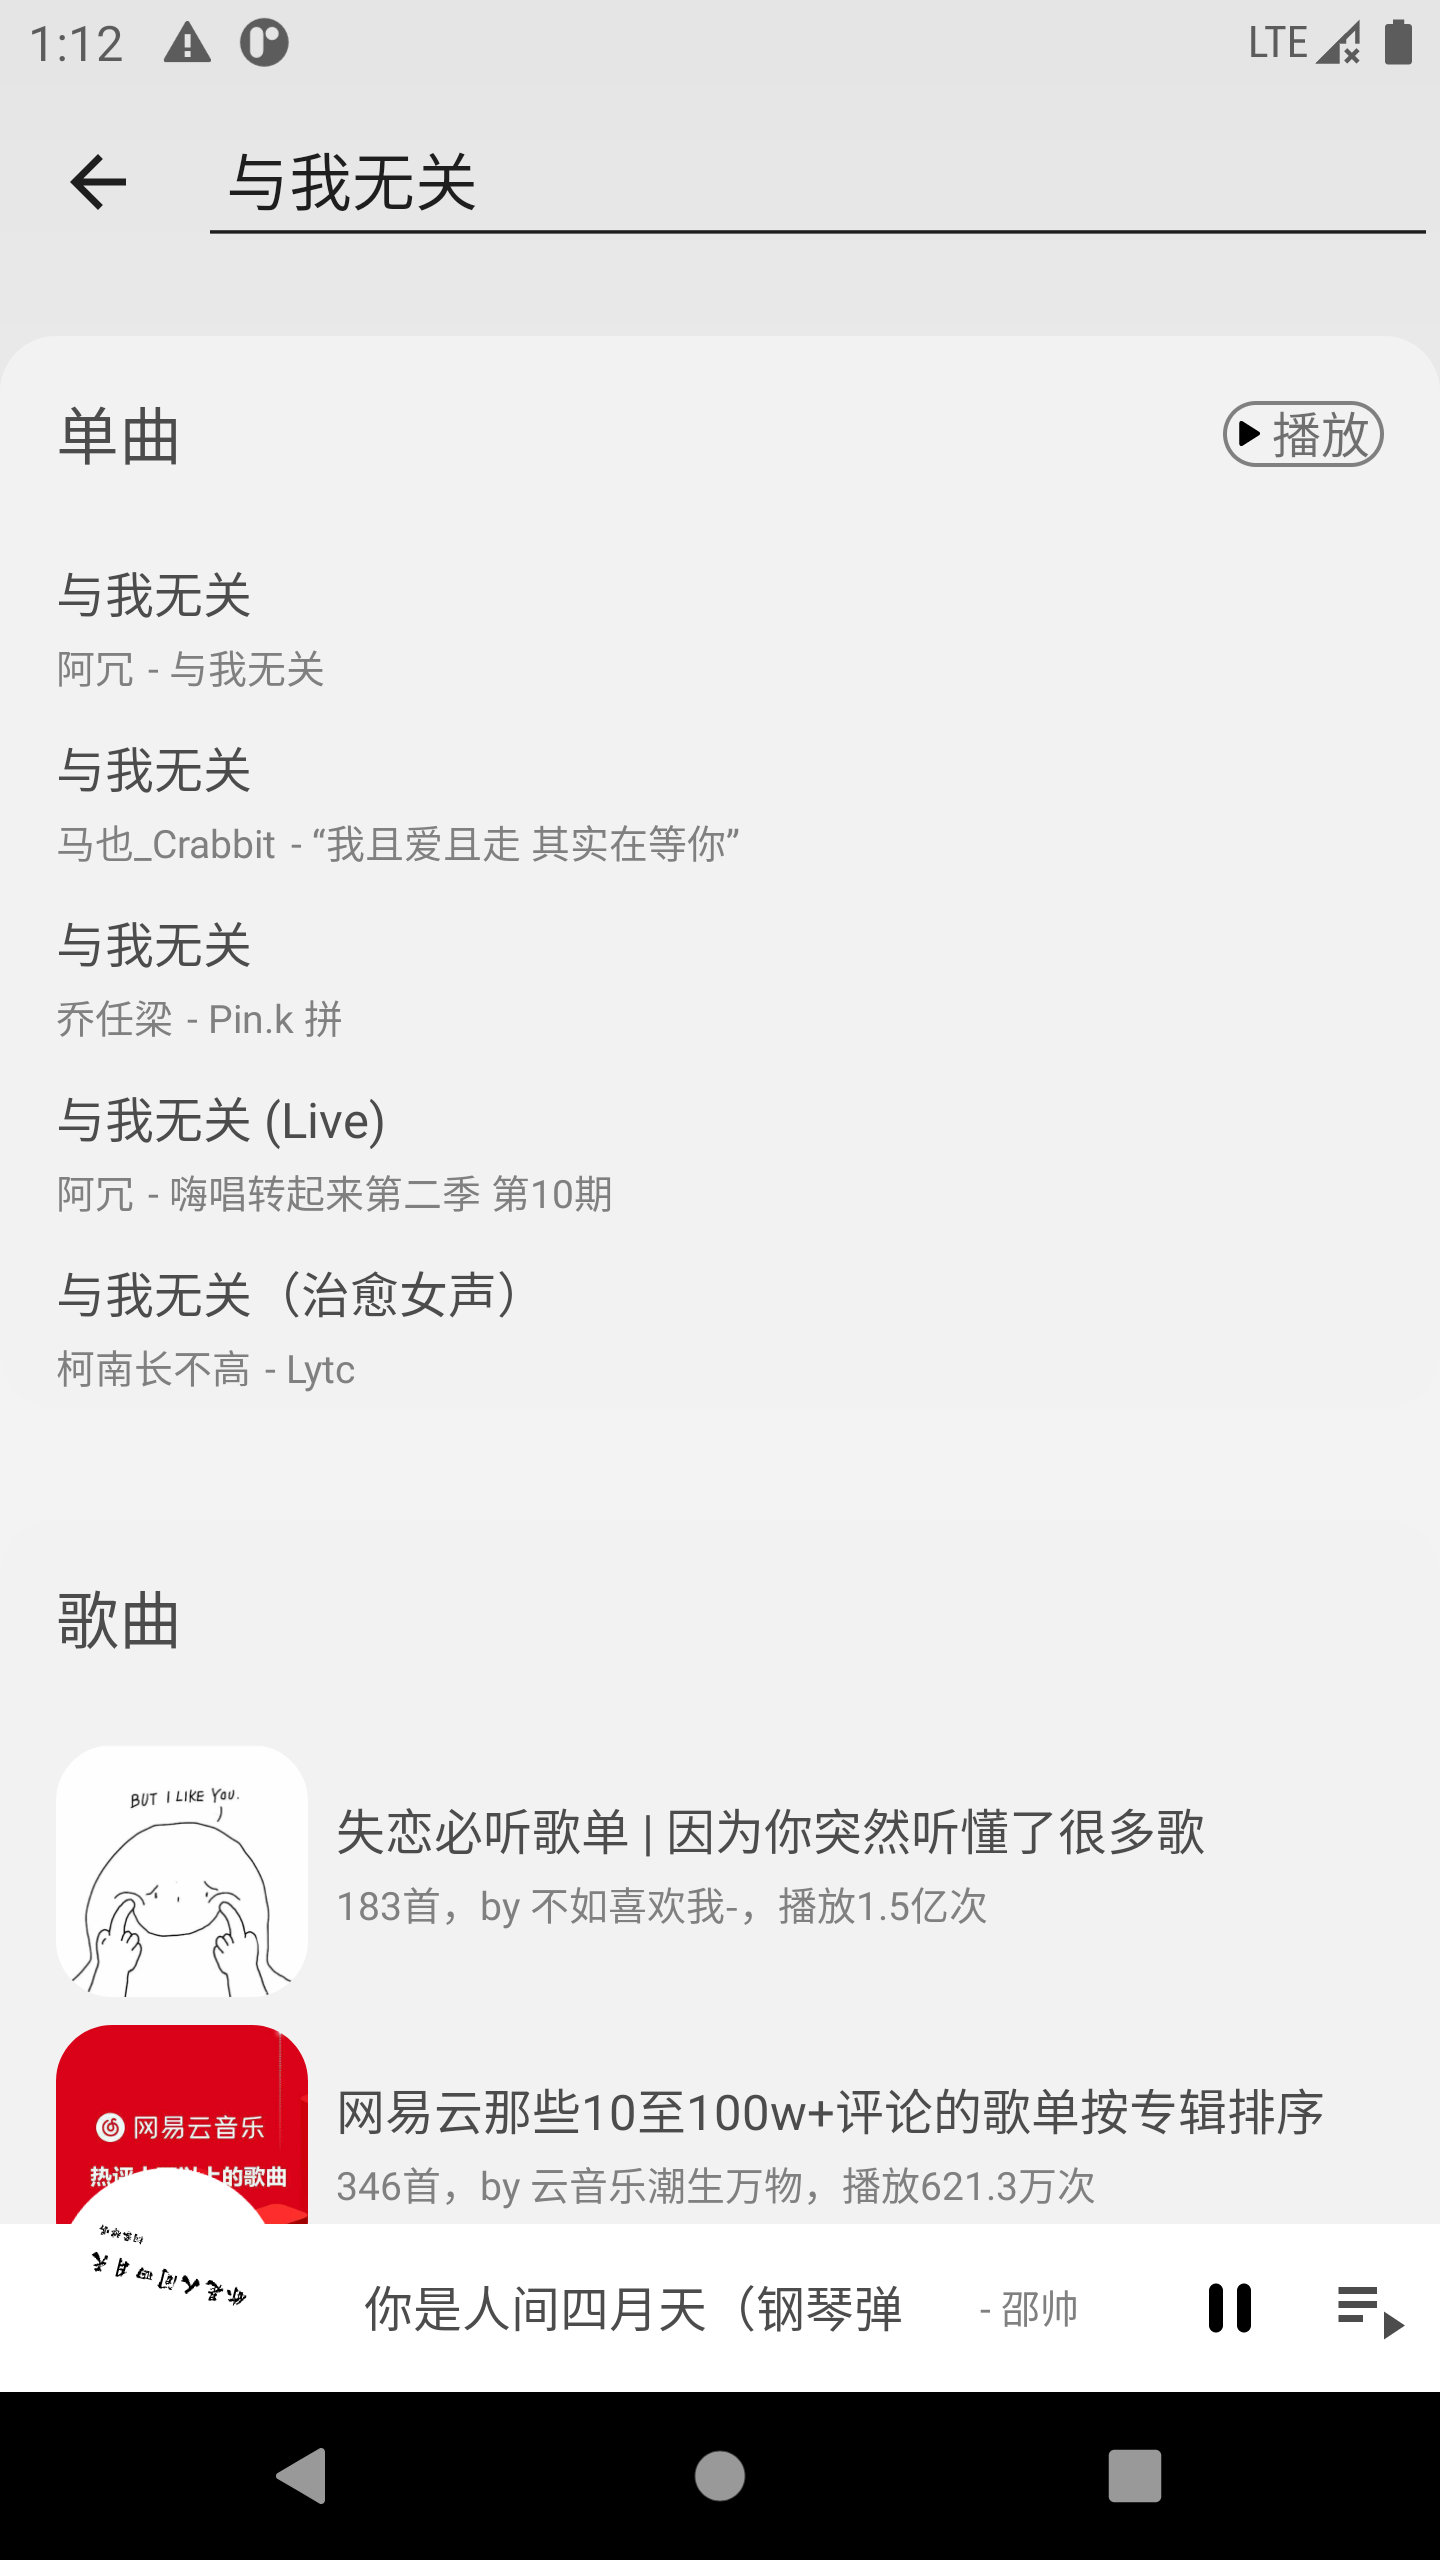 1:12
LTE
与我无关
单曲
播放
与我无关
阿冗 - 与我无关
与我无关
马也_Crabbit - “我且爱且走 其实在等你”
与我无关
乔任梁 - Pin.k 拼
与我无关 (Live)
阿冗 - 嗨唱转起来第二季 第10期
与我无关（治愈女声）
柯南长不高 - Lytc
歌曲
BUT I LIKE YOU.
失恋必听歌单 | 因为你突然听懂了很多歌
183首，by 不如喜欢我-，播放1.5亿次
网易云音乐
热评 以上的歌曲
网易云那些10至100w+评论的歌单按专辑排序
346首，by 云音乐潮生万物，播放621.3万次
你是人间四月天
你是人间四月天（钢琴弹 - 邵帅